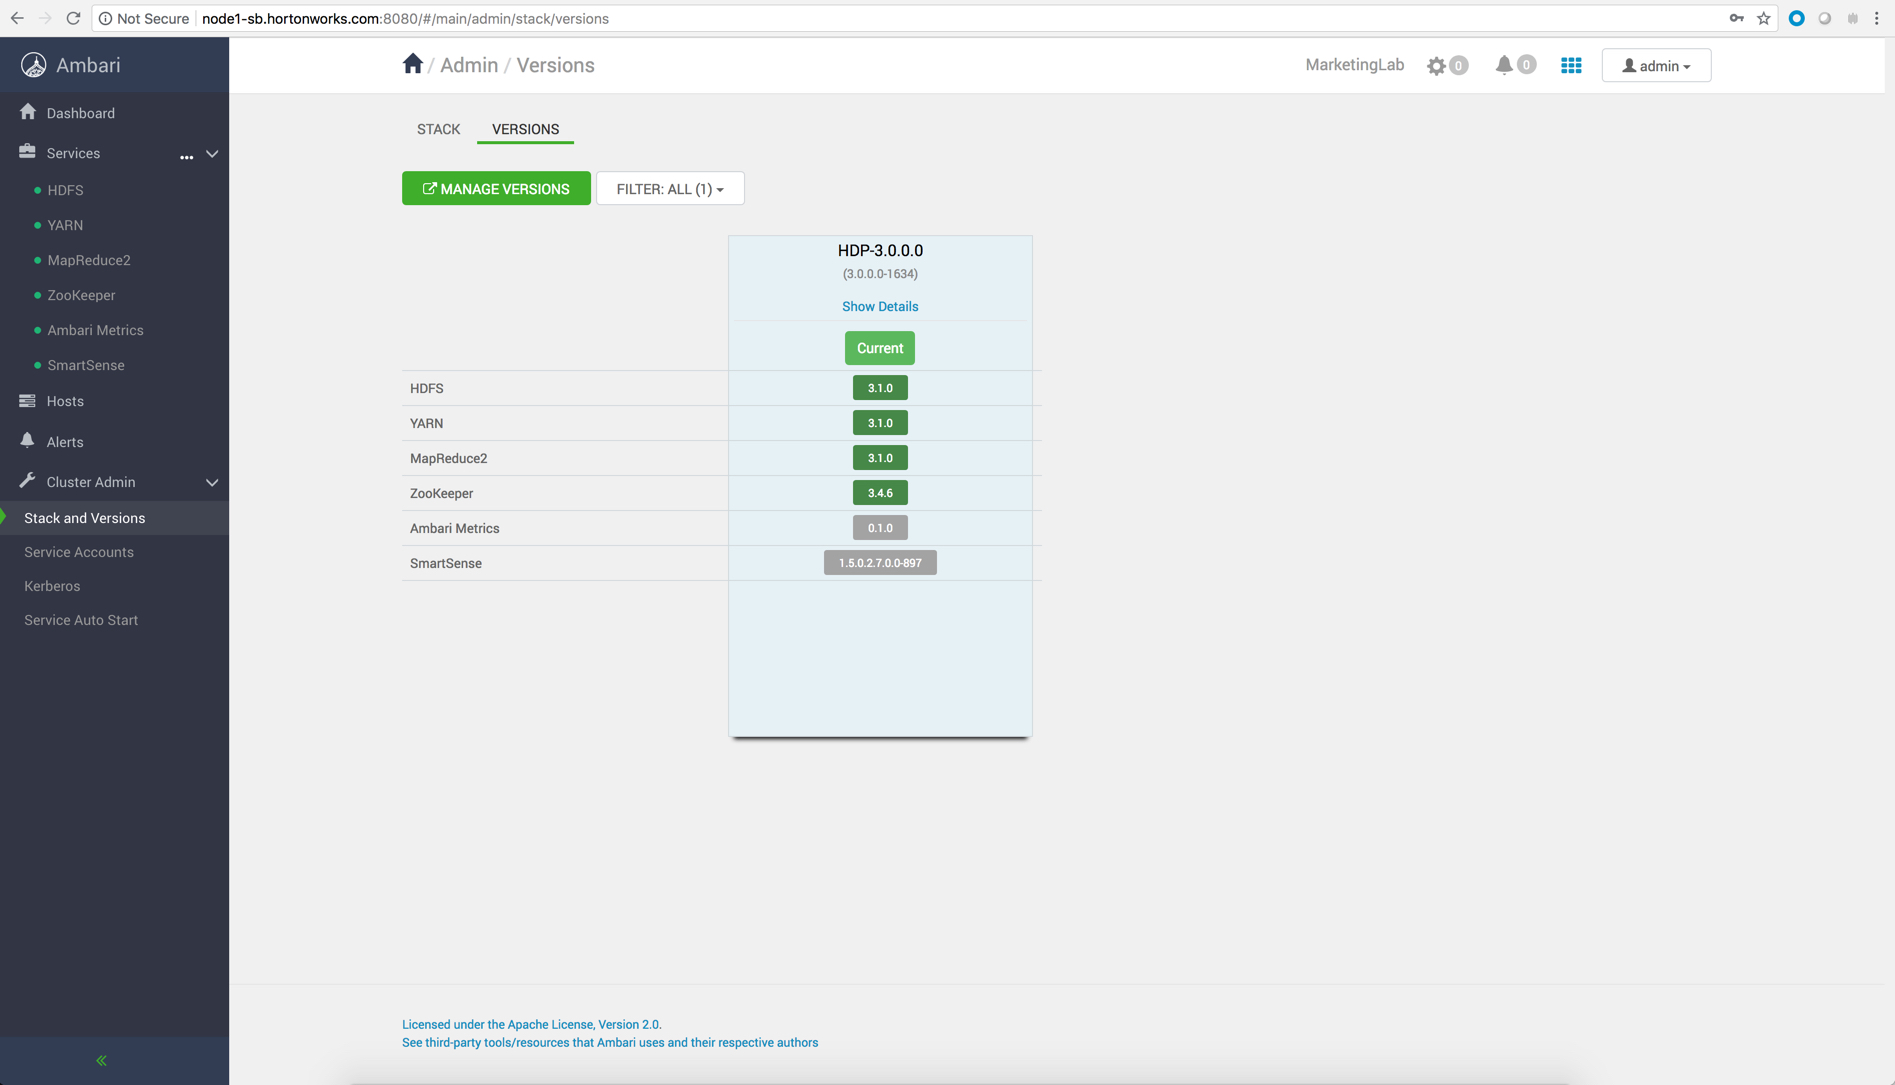 Not Secure node1-sb.hortonworks.com:8080/#/main/admin/stack/versions
Ambari
/ Admin / Versions
MarketingLab
0
0
admin
Dashboard
Services
...
HDFS
YARN
MapReduce2
ZooKeeper
Ambari Metrics
SmartSense
Hosts
Alerts
Cluster Admin
Stack and Versions
Service Accounts
Kerberos
Service Auto Start
STACK VERSIONS
MANAGE VERSIONS FILTER: ALL (1)
HDP-3.0.0.0
(3.0.0.0-1634)
Show Details
Current
HDFS 3.1.0
YARN 3.1.0
MapReduce2 3.1.0
ZooKeeper 3.4.6
Ambari Metrics 0.1.0
SmartSense 1.5.0.2.7.0.0-897
Licensed under the Apache License, Version 2.0.
See third-party tools/resources that Ambari uses and their respective authors